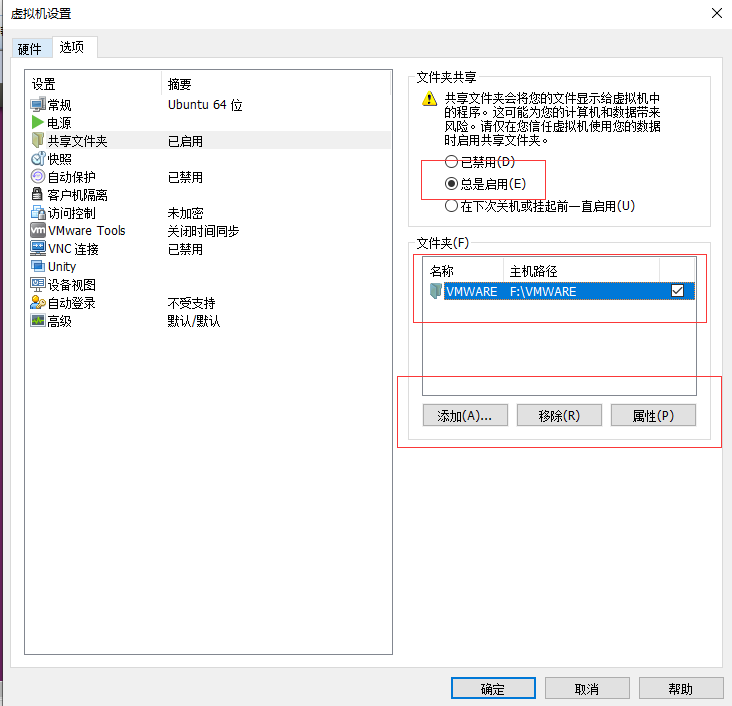 虚拟机设置
硬件 选项
设置 摘要
常规 Ubuntu 64 位
电源
共享文件夹 已启用
快照
自动保护 已禁用
客户机隔离
访问控制 未加密
VMware Tools 关闭时间同步
VNC 连接 已禁用
Unity
设备视图
自动登录 不受支持
高级 默认/默认
文件夹共享
共享文件夹会将您的文件显示给虚拟机中
的程序。这可能为您的计算机和数据带来
风险。请仅在您信任虚拟机使用您的数据
时启用共享文件夹。
已禁用(D)
总是启用(E)
在下次关机或挂起前一直启用(U)
文件夹(F)
名称 主机路径
VMWARE F:\VMWARE
添加(A)... 移除(R) 属性(P)
确定 取消 帮助